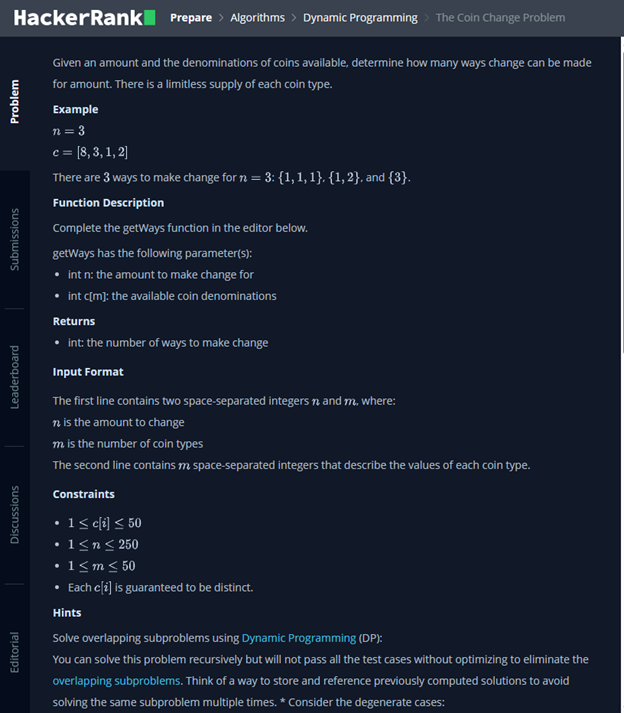 HackerRank Prepare > Algorithms > Dynamic Programming > The Coin Change Problem
Problem
Submissions
Leaderboard
Discussions
Editorial
Given an amount and the denominations of coins available, determine how many ways change can be made
for amount. There is a limitless supply of each coin type.
Example
n = 3
c = [8, 3, 1, 2]
There are 3 ways to make change for n = 3: {1, 1, 1}, {1, 2}, and {3}.
Function Description
Complete the getWays function in the editor below.
getWays has the following parameter(s):
• int n: the amount to make change for
• int c[m]: the available coin denominations
Returns
• int: the number of ways to make change
Input Format
The first line contains two space-separated integers n and m, where:
n is the amount to change
m is the number of coin types
The second line contains m space-separated integers that describe the values of each coin type.
Constraints
• 1 ≤ c[i] ≤ 50
• 1 ≤ n ≤ 250
• 1 ≤ m ≤ 50
• Each c[i] is guaranteed to be distinct.
Hints
Solve overlapping subproblems using Dynamic Programming (DP):
You can solve this problem recursively but will not pass all the test cases without optimizing to eliminate the
overlapping subproblems. Think of a way to store and reference previously computed solutions to avoid
solving the same subproblem multiple times. * Consider the degenerate cases: